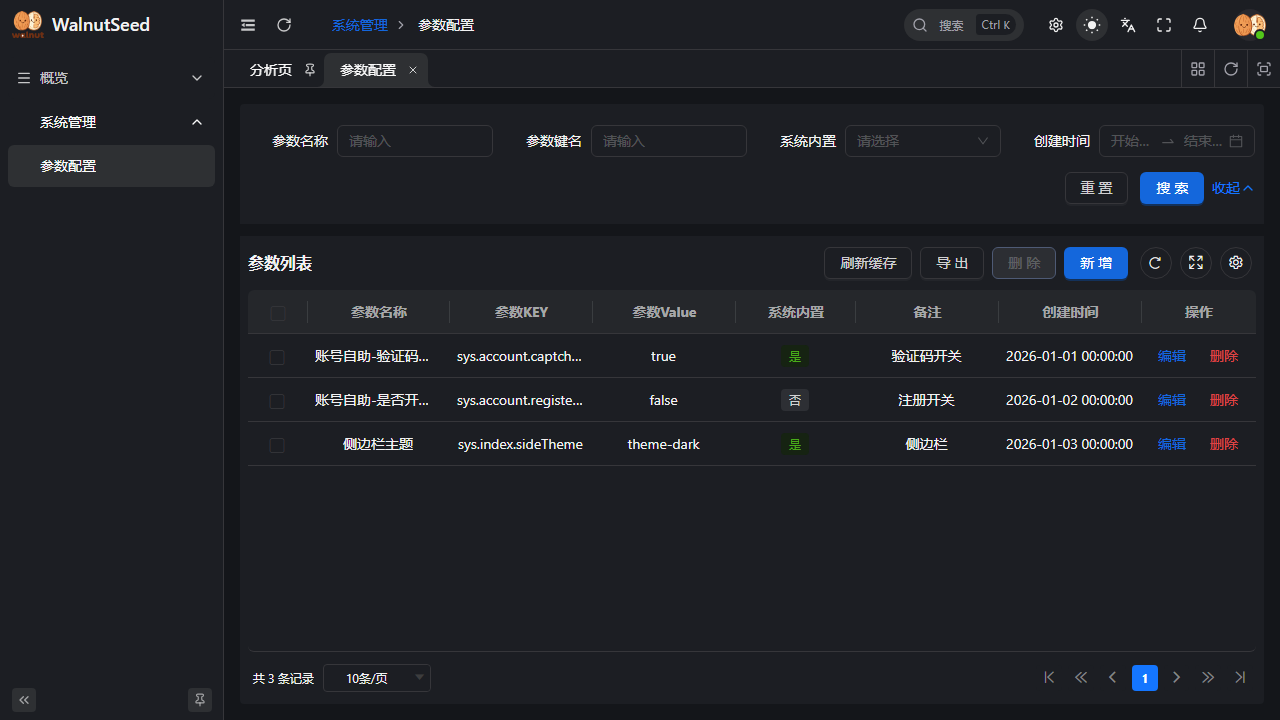 walnut WalnutSeed
系统管理 > 参数配置
搜索 Ctrl K
概览
系统管理
参数配置
分析页
参数配置 ×
参数名称 请输入
参数键名 请输入
系统内置 请选择
创建时间 开始... → 结束...
重 置
搜 索
收起
参数列表
刷新缓存
导 出
删 除
新 增
参数名称 参数KEY 参数Value 系统内置 备注 创建时间 操作
账号自助-验证码... sys.account.captch... true 是 验证码开关 2026-01-01 00:00:00 编辑 删除
账号自助-是否开... sys.account.registe... false 否 注册开关 2026-01-02 00:00:00 编辑 删除
侧边栏主题 sys.index.sideTheme theme-dark 是 侧边栏 2026-01-03 00:00:00 编辑 删除
共 3 条记录 10条/页 1